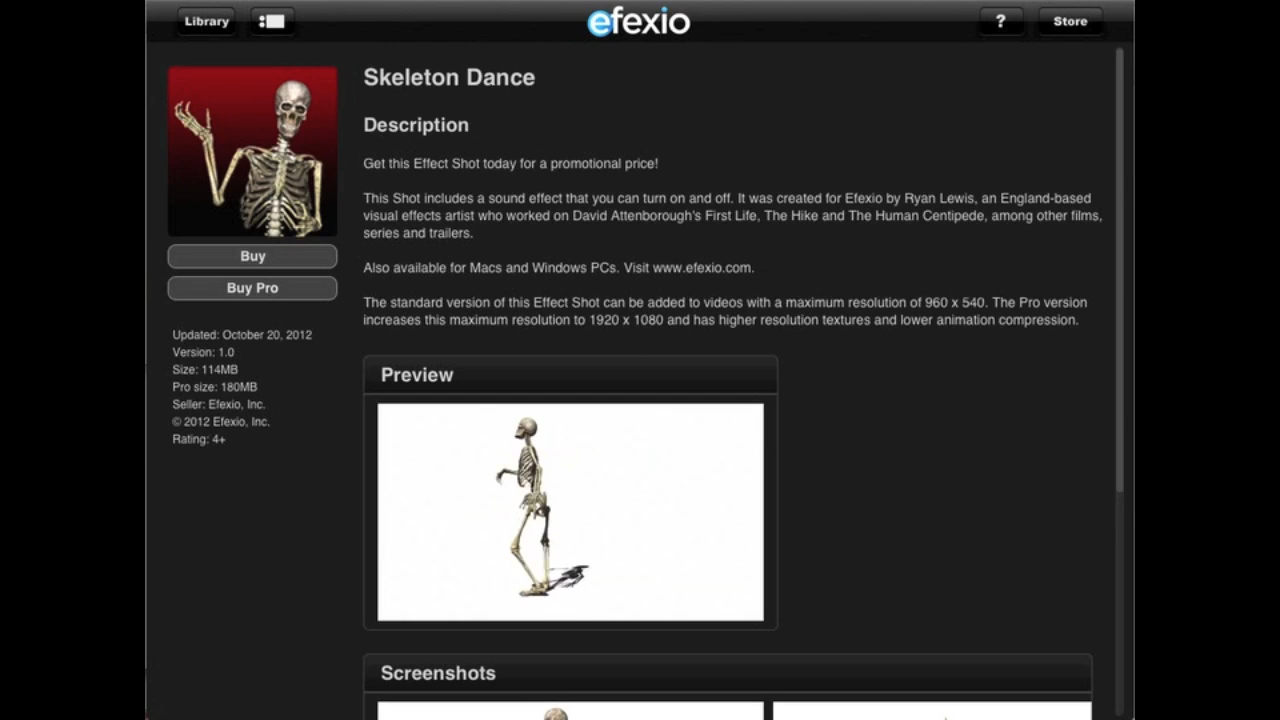 Library
efexio
?
Store
Skeleton Dance
Description
Get this Effect Shot today for a promotional price!
This Shot includes a sound effect that you can turn on and off. It was created for Efexio by Ryan Lewis, an England-based
visual effects artist who worked on David Attenborough's First Life, The Hike and The Human Centipede, among other films,
series and trailers.
Also available for Macs and Windows PCs. Visit www.efexio.com.
The standard version of this Effect Shot can be added to videos with a maximum resolution of 960 x 540. The Pro version
increases this maximum resolution to 1920 x 1080 and has higher resolution textures and lower animation compression.
Buy
Buy Pro
Updated: October 20, 2012
Version: 1.0
Size: 114MB
Pro size: 180MB
Seller: Efexio, Inc.
© 2012 Efexio, Inc.
Rating: 4+
Preview
Screenshots